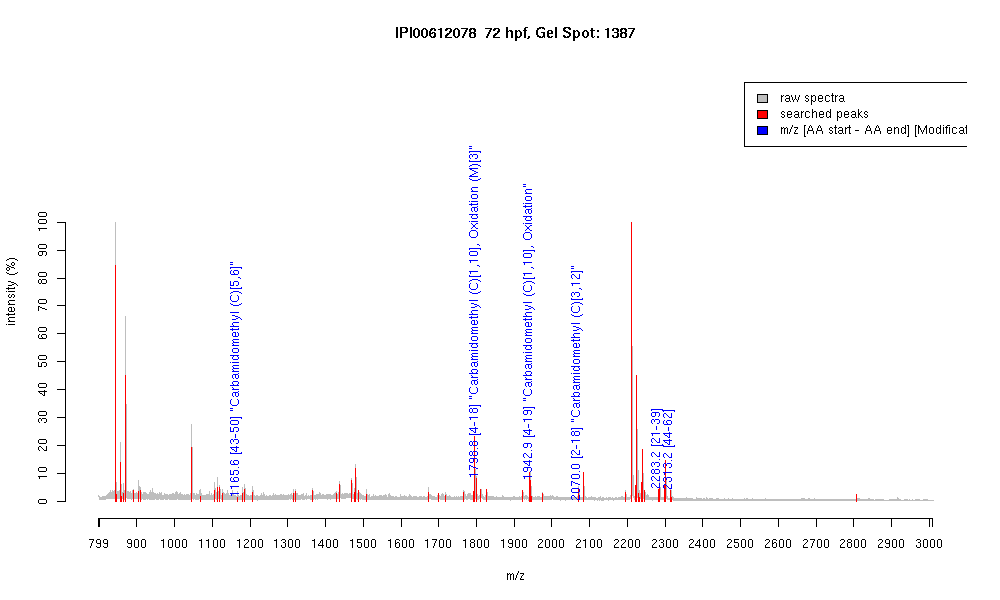 IPI00612078 72 hpf, Gel Spot: 1387
raw spectra
searched peaks
m/z [AA start - AA end] [Modificat
1165.6 [43-50] "Carbamidomethyl (C)[5,6]"
1798.8 [4-18] "Carbamidomethyl (C)[1,10], Oxidation (M)[3]"
1942.9 [4-19] "Carbamidomethyl (C)[1,10], Oxidation"
2070.0 [2-18] "Carbamidomethyl (C)[3,12]"
2283.2 [21-39]
2313.2 [44-62]
intensity (%)
100
90
80
70
60
50
40
30
20
10
0
799 900 1000 1100 1200 1300 1400 1500 1600 1700 1800 1900 2000 2100 2200 2300 2400 2500 2600 2700 2800 2900 3000
m/z